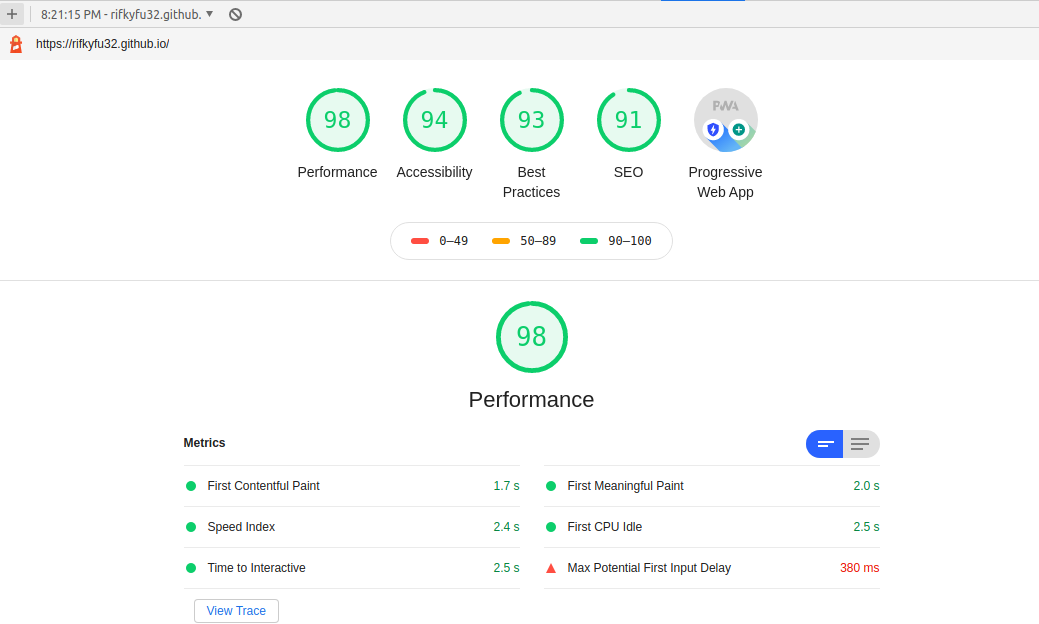 8:21:15 PM - rifkyfu32.github.
https://rifkyfu32.github.io/
98 94 93 91 PWA
Performance Accessibility Best Practices SEO Progressive Web App
0–49 50–89 90–100
98
Performance
Metrics
First Contentful Paint 1.7 s First Meaningful Paint 2.0 s
Speed Index 2.4 s First CPU Idle 2.5 s
Time to Interactive 2.5 s Max Potential First Input Delay 380 ms
View Trace